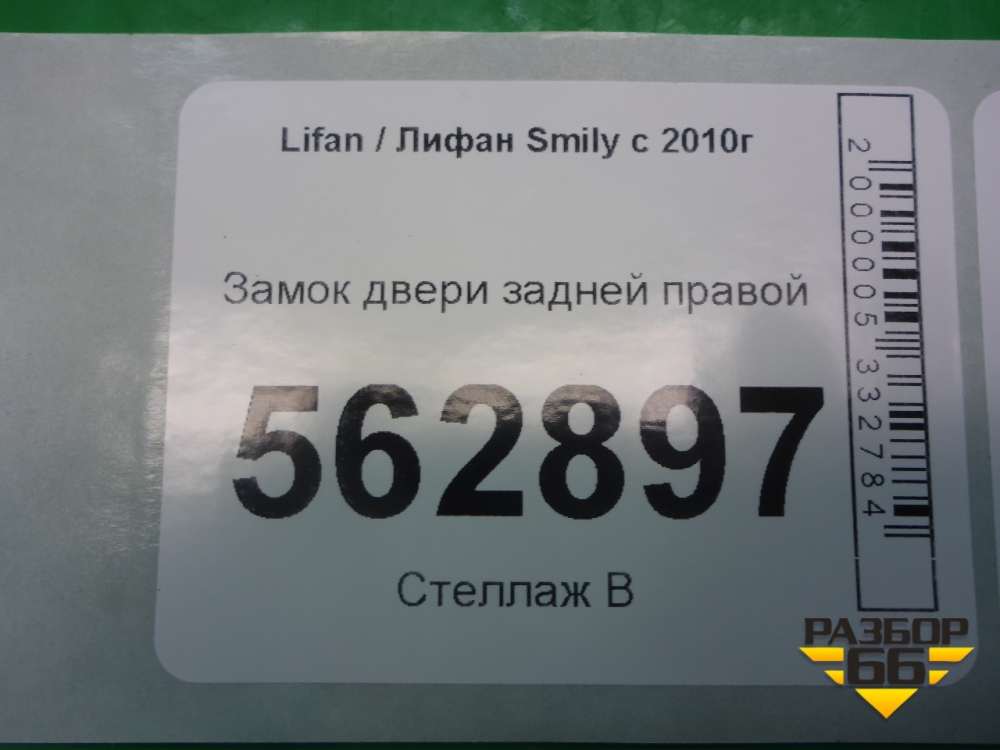 Lifan / Лифан Smily с 2010г
Замок двери задней правой
562897
Стеллаж В
2000005332784
РАЗБОР
66